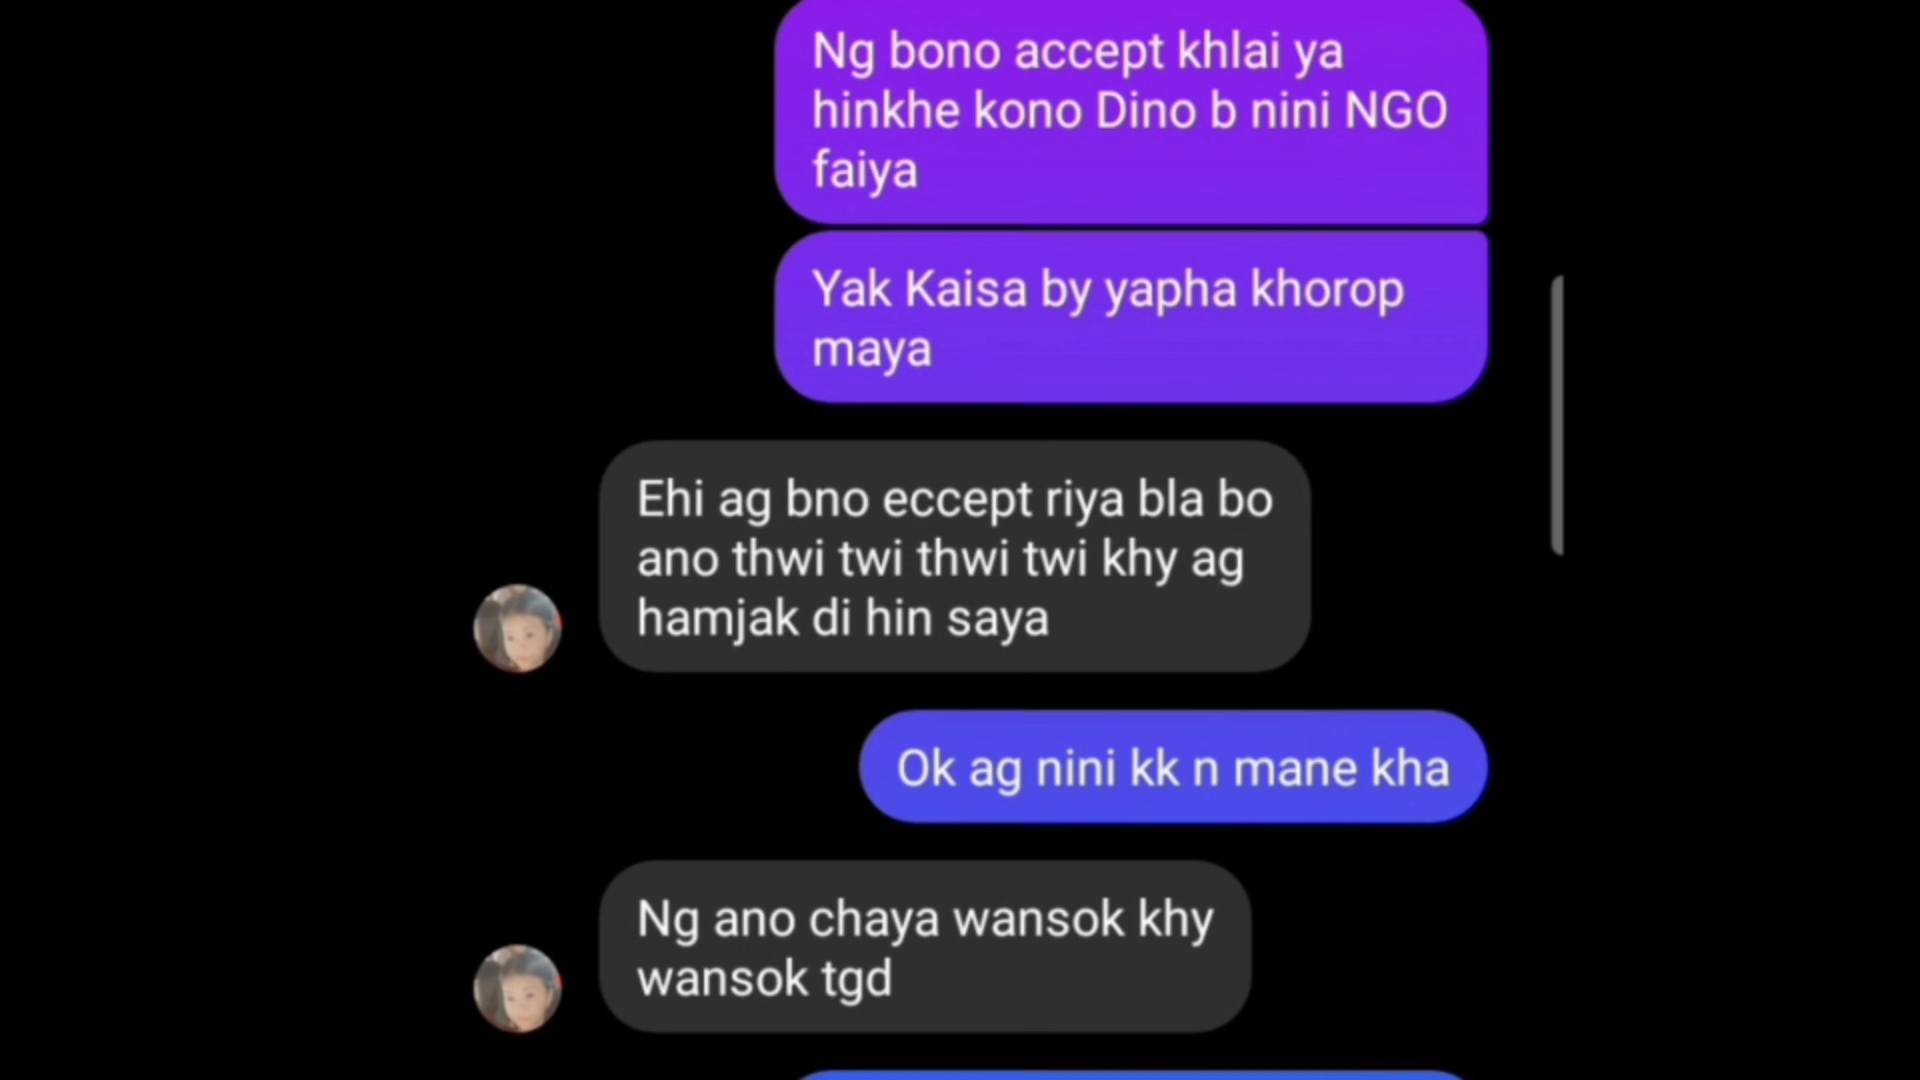 Ng bono accept khlai ya
hinkhe kono Dino b nini NGO
faiya
Yak Kaisa by yapha khorop
maya
Ehi ag bno eccept riya bla bo
ano thwi twi thwi twi khy ag
hamjak di hin saya
Ok ag nini kk n mane kha
Ng ano chaya wansok khy
wansok tgd